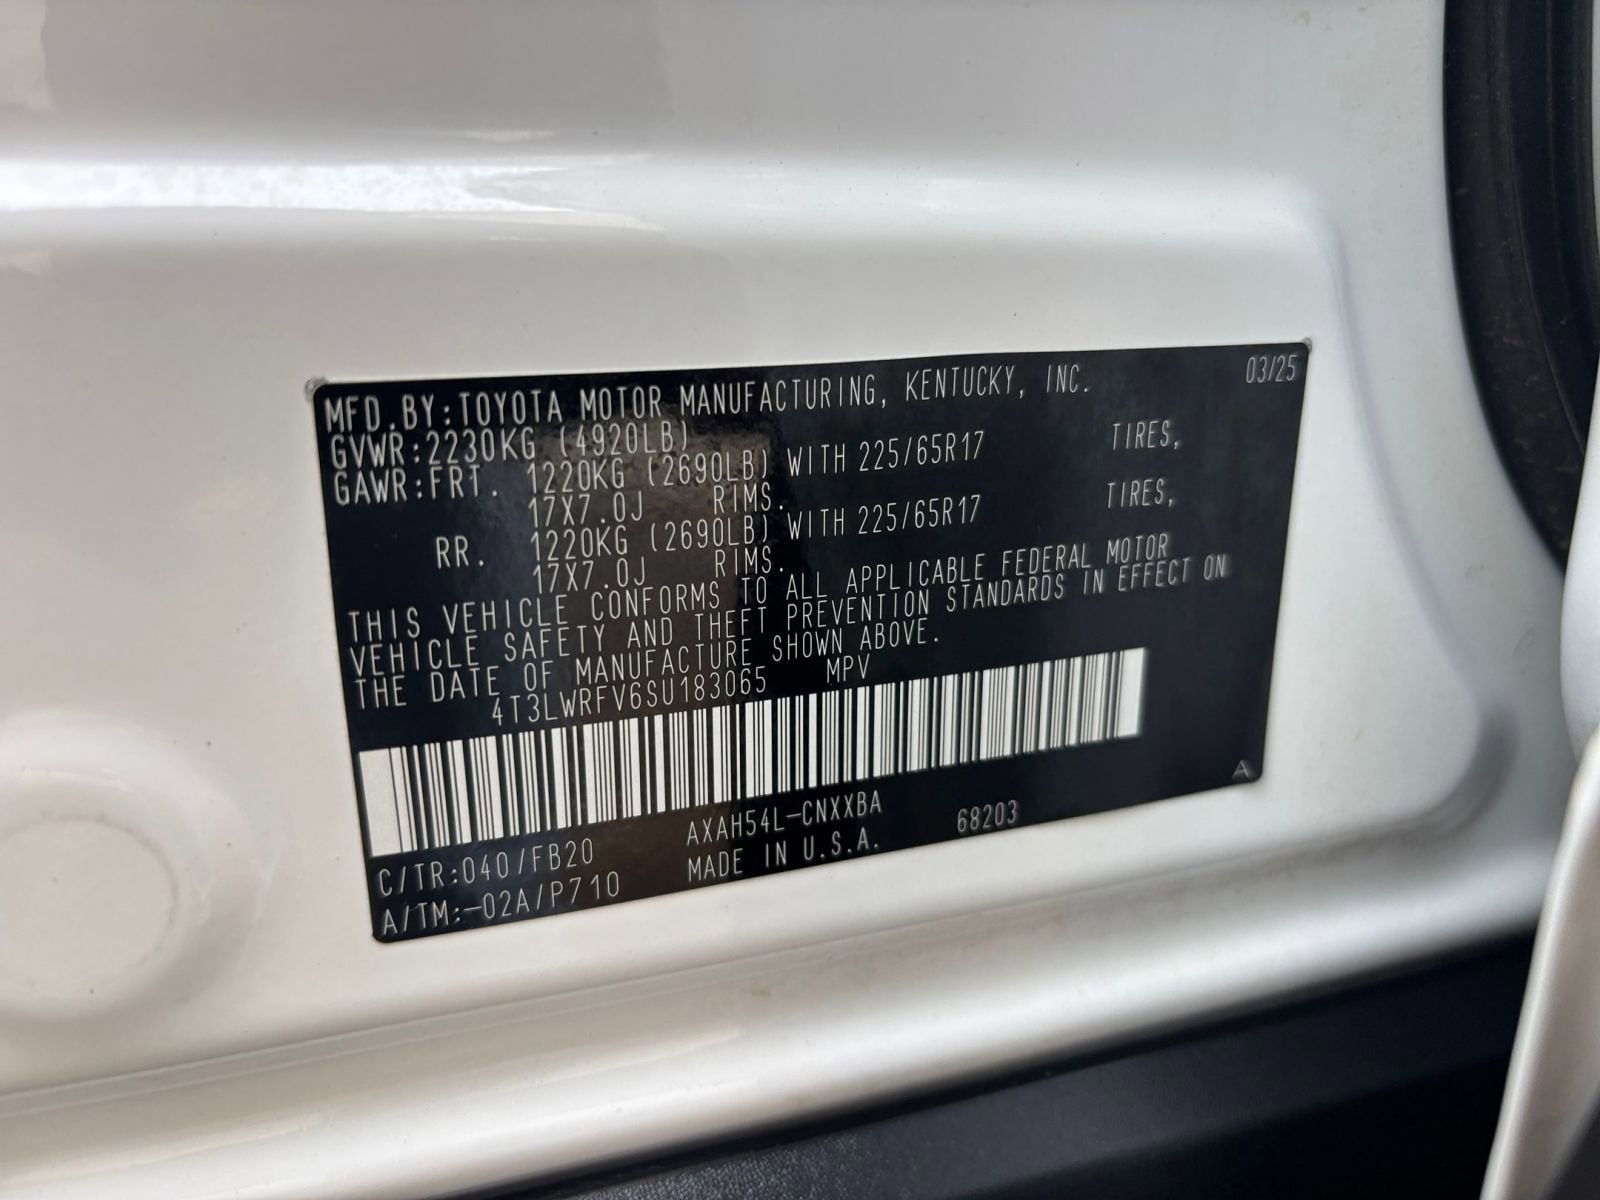 03/25
MFD.BY:TOYOTA MOTOR MANUFACTURING, KENTUCKY, INC.
GVWR:2230KG (4920LB)
GAWR:FRT. 1220KG (2690LB) WITH 225/65R17 TIRES,
17X7.0J RIMS.
RR. 1220KG (2690LB) WITH 225/65R17 TIRES,
17X7.0J RIMS.
THIS VEHICLE CONFORMS TO ALL APPLICABLE FEDERAL MOTOR
VEHICLE SAFETY AND THEFT PREVENTION STANDARDS IN EFFECT ON
THE DATE OF MANUFACTURE SHOWN ABOVE.
4T3LWRFV6SU183065 MPV
C/TR:040/FB20 AXAH54L-CNXXBA 68203
A/TM:-02A/P710 MADE IN U.S.A.
A